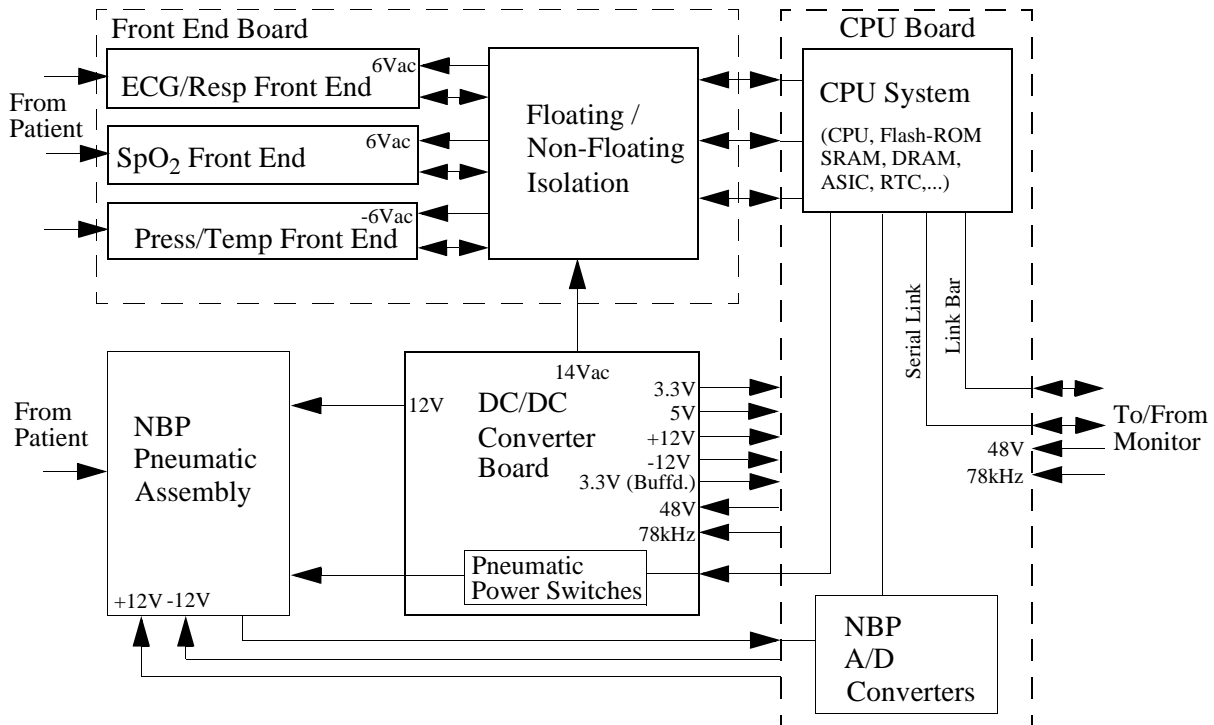 Front End Board
CPU Board
ECG/Resp Front End
6Vac
From
Patient
SpO₂ Front End
6Vac
Press/Temp Front End
-6Vac
Floating /
Non-Floating
Isolation
CPU System
(CPU, Flash-ROM
SRAM, DRAM,
ASIC, RTC,...)
Serial Link
Link Bar
To/From
Monitor
48V
78kHz
From
Patient
NBP
Pneumatic
Assembly
+12V -12V
14Vac
12V
DC/DC
Converter
Board
3.3V
5V
+12V
-12V
3.3V (Buffd.)
48V
78kHz
Pneumatic
Power Switches
NBP
A/D
Converters